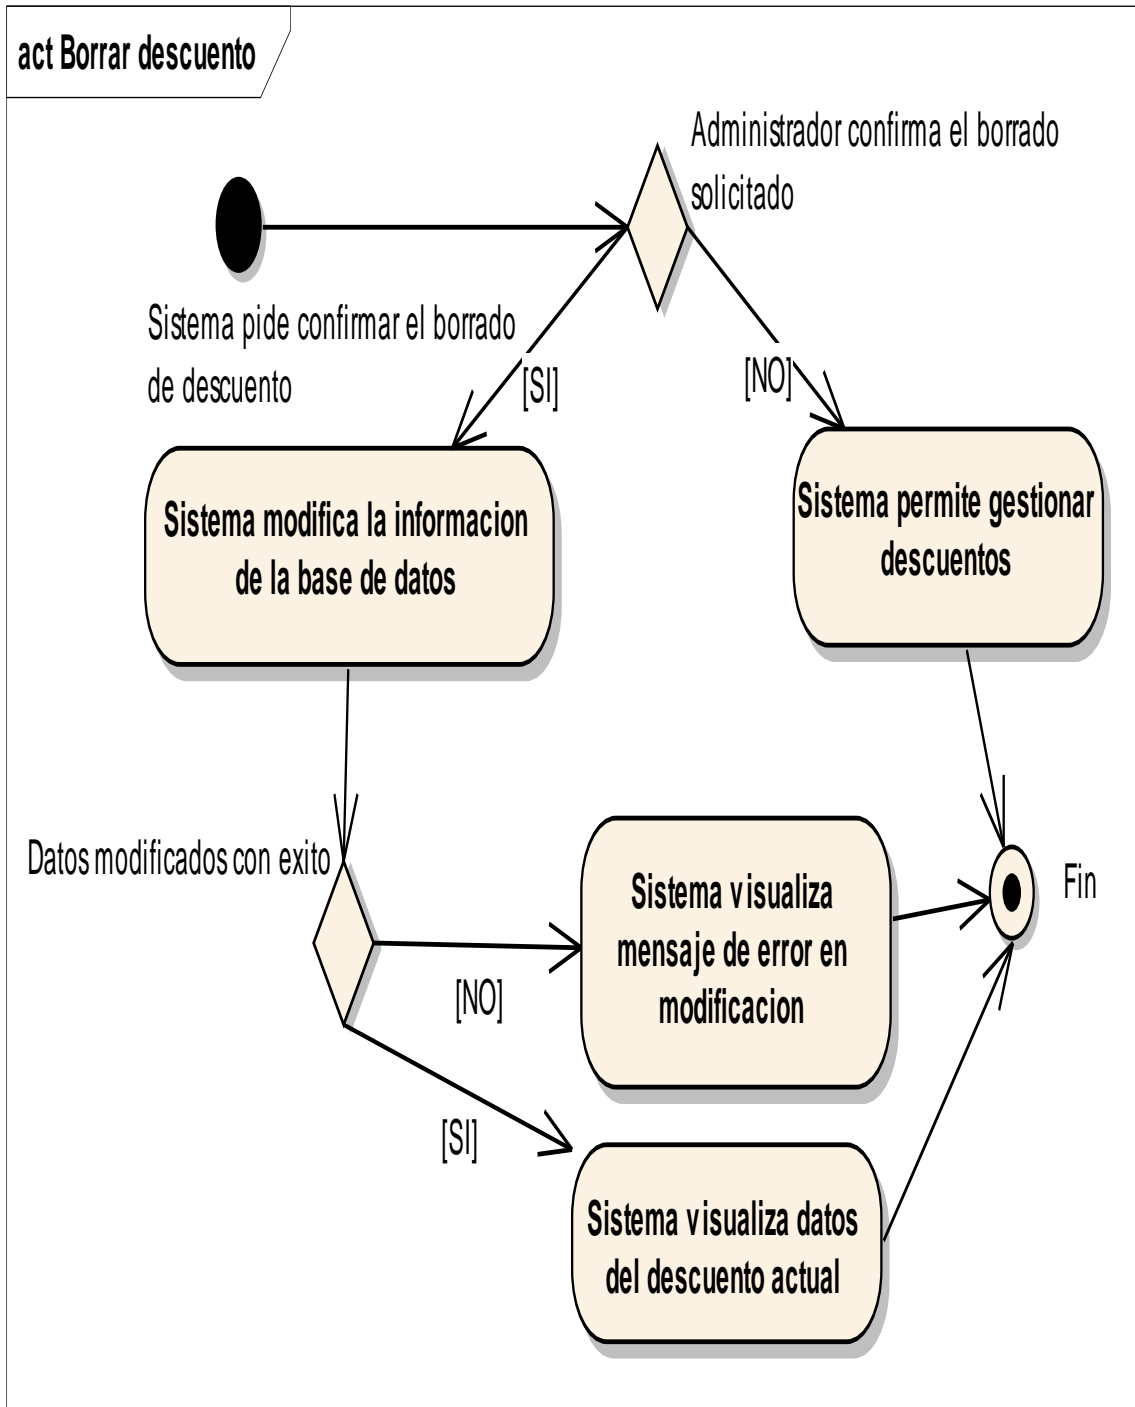 act Borrar descuento
Administrador confirma el borrado
solicitado
Sistema pide confirmar el borrado
de descuento
[SI]
[NO]
Sistema modifica la informacion
de la base de datos
Sistema permite gestionar
descuentos
Datos modificados con exito
Sistema visualiza
mensaje de error en
modificacion
Fin
[NO]
[SI]
Sistema visualiza datos
del descuento actual